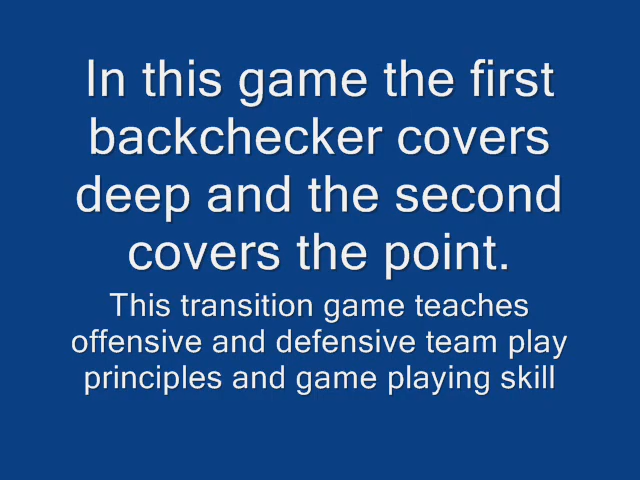 In this game the first
backchecker covers
deep and the second
covers the point.
This transition game teaches
offensive and defensive team play
principles and game playing skill